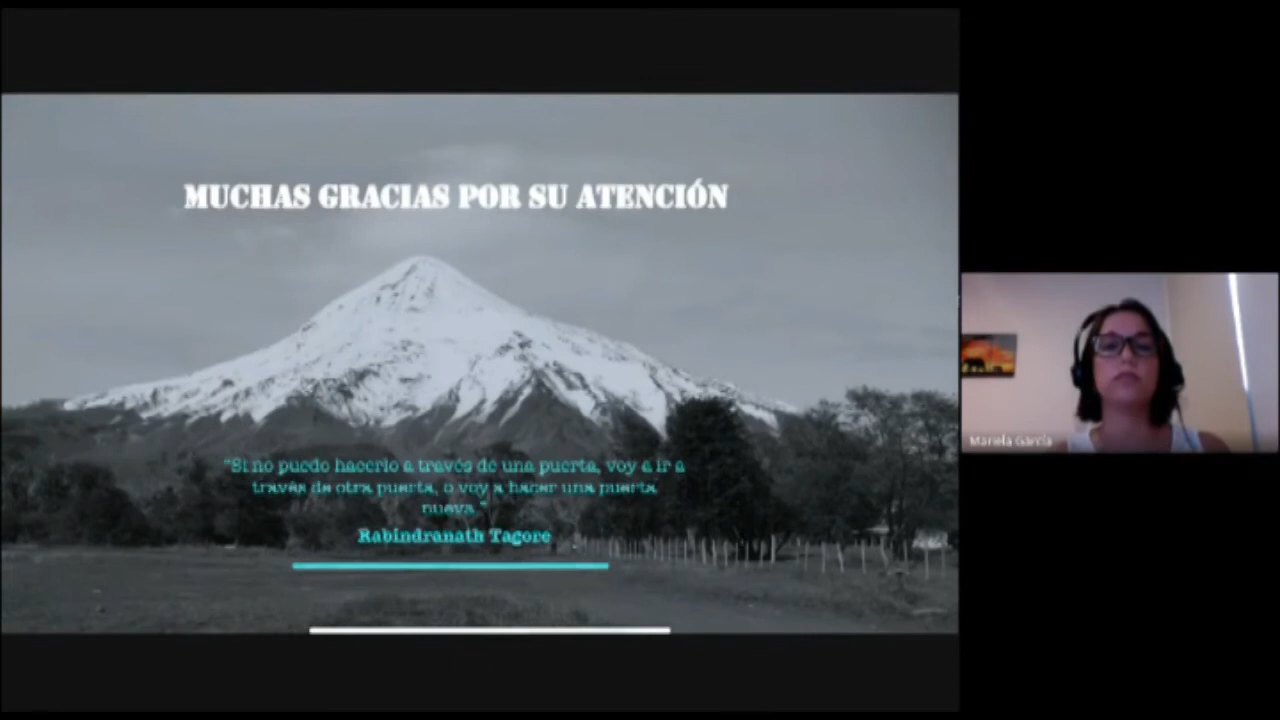 MUCHAS GRACIAS POR SU ATENCIÓN
"Si no puedo hacerlo a través de una puerta, voy a ir a
través de otra puerta, o voy a hacer una puerta
nueva."
Rabindranath Tagore
Mariela García